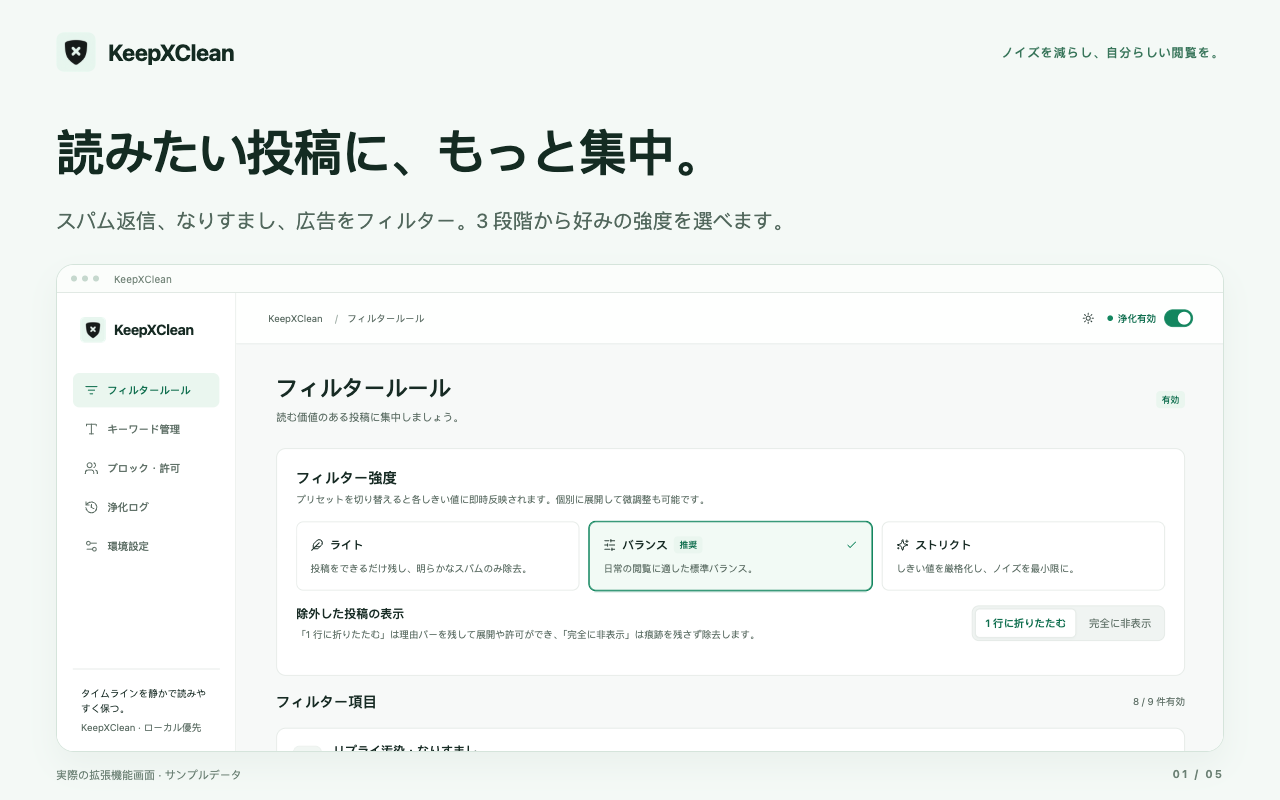 KeepXClean
ノイズを減らし、自分らしい閲覧を。
読みたい投稿に、もっと集中。
スパム返信、なりすまし、広告をフィルター。3 段階から好みの強度を選べます。
KeepXClean
KeepXClean
KeepXClean / フィルタールール
浄化有効
フィルタールール
キーワード管理
ブロック・許可
浄化ログ
環境設定
タイムラインを静かで読みや
すく保つ。
KeepXClean · ローカル優先
フィルタールール
読む価値のある投稿に集中しましょう。
有効
フィルター強度
プリセットを切り替えると各しきい値に即時反映されます。個別に展開して微調整も可能です。
ライト
投稿をできるだけ残し、明らかなスパムのみ除去。
バランス 推奨
日常の閲覧に適した標準バランス。
ストリクト
しきい値を厳格化し、ノイズを最小限に。
除外した投稿の表示
「1 行に折りたたむ」は理由バーを残して展開や許可ができ、「完全に非表示」は痕跡を残さず除去します。
1 行に折りたたむ
完全に非表示
フィルター項目
8 / 9 件有効
リプライ汚染・なりすまし
実際の拡張機能画面 · サンプルデータ
01 / 05